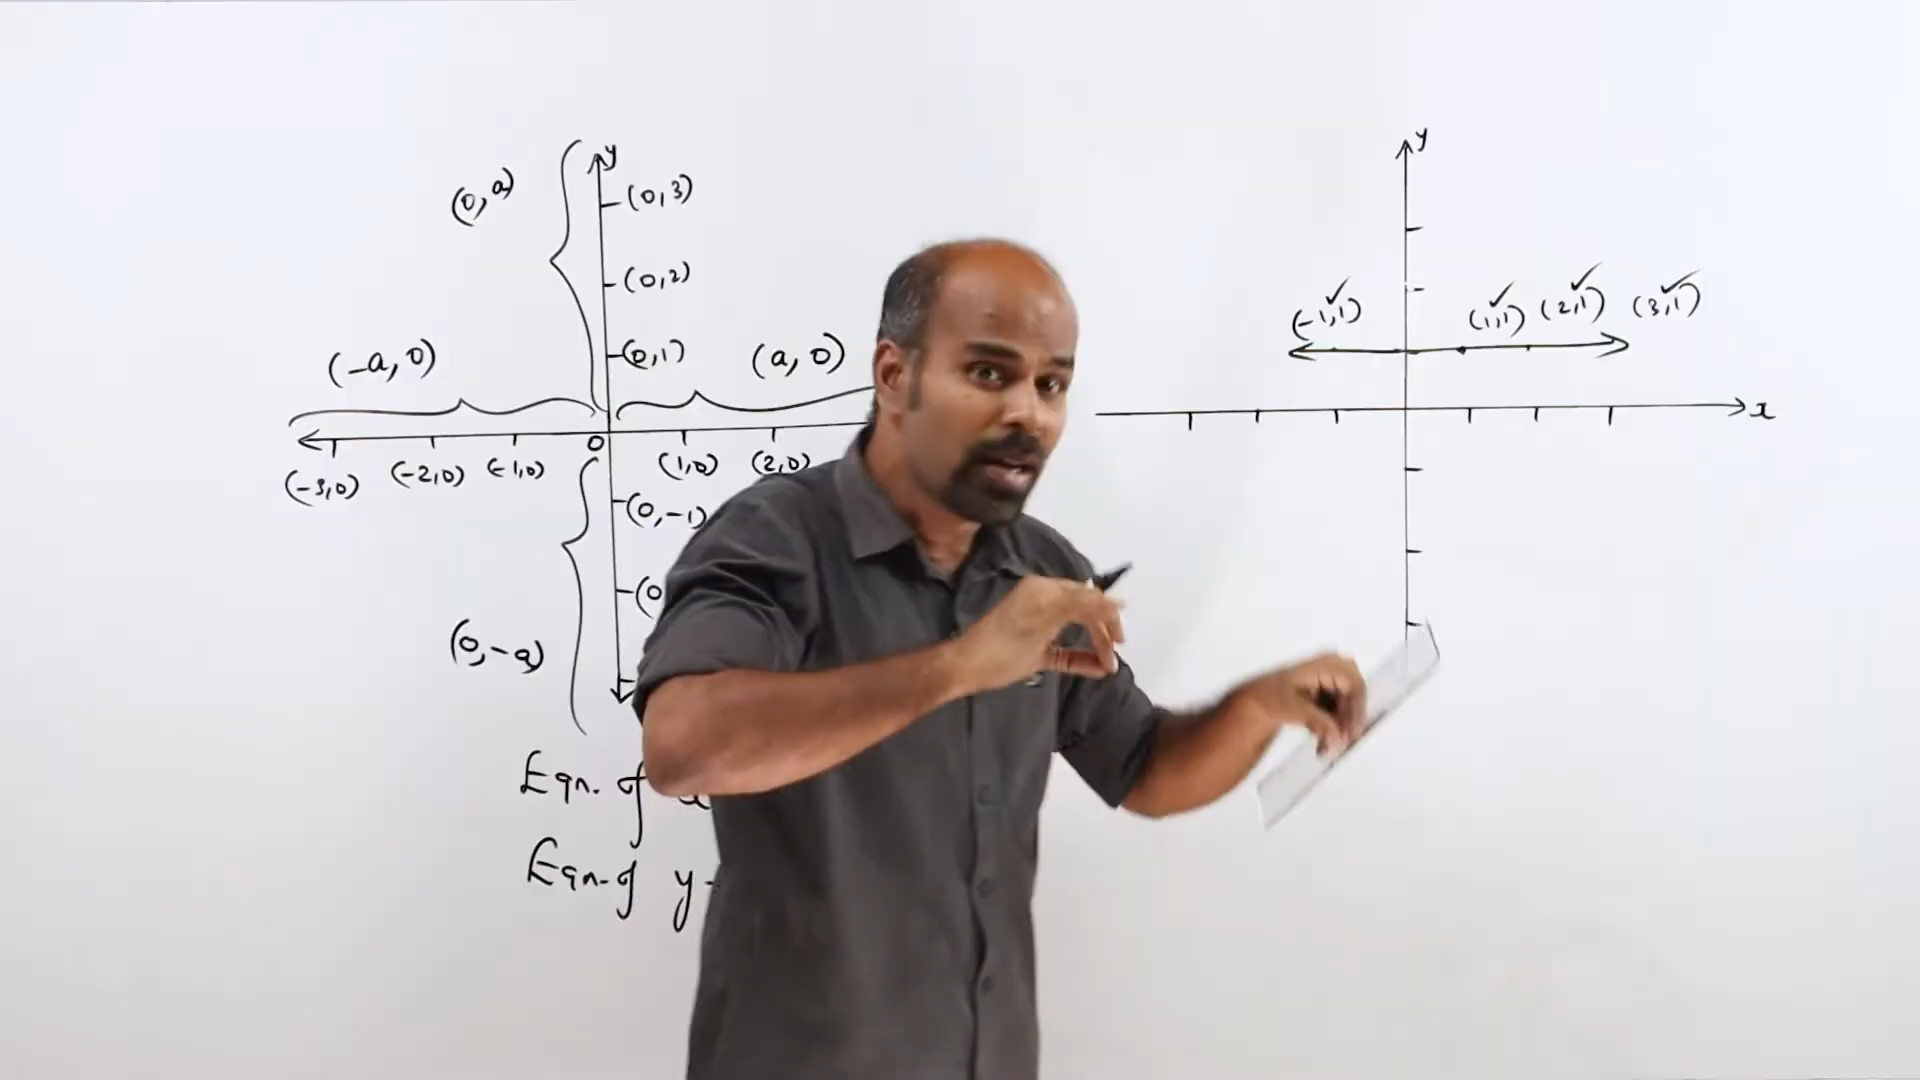 y
(0,a)
(0,3)
(0,2)
(0,1)
(-a,0)
(a,0)
0
(-3,0) (-2,0) (-1,0) (1,0) (2,0)
(0,-1)
(0
(0,-a)
Eqn. of x
Eqn. of y-
y
(-1,1) (1,1) (2,1) (3,1)
x